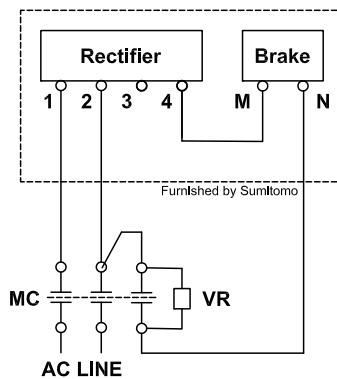 Rectifier Brake
1 2 3 4 M N
Furnished by Sumitomo
MC VR
AC LINE